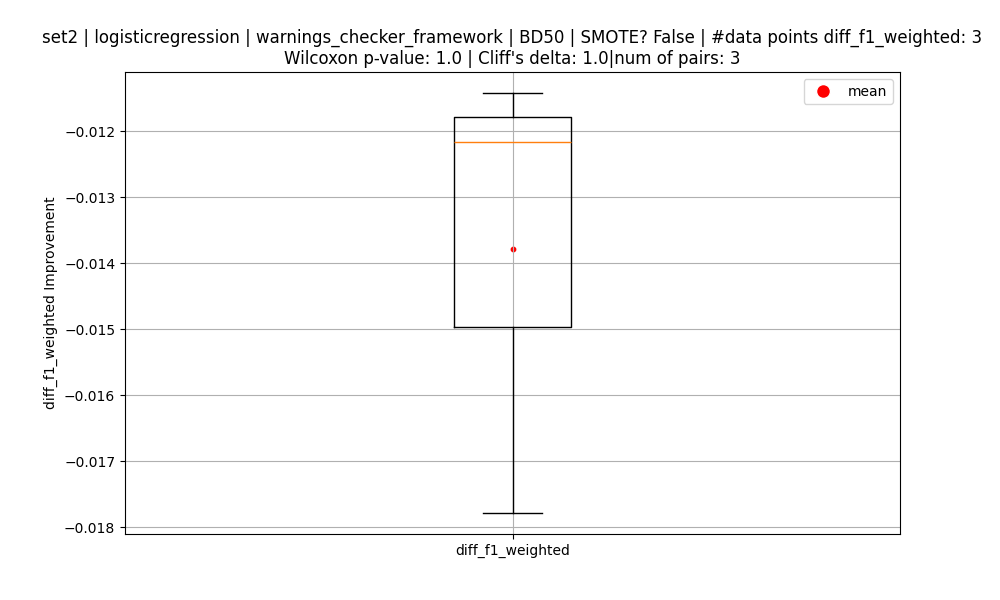 set2 | logisticregression | warnings_checker_framework | BD50 | SMOTE? False | #data points diff_f1_weighted: 3
Wilcoxon p-value: 1.0 | Cliff's delta: 1.0|num of pairs: 3
mean
−0.012
−0.013
−0.014
−0.015
−0.016
−0.017
−0.018
diff_f1_weighted Improvement
diff_f1_weighted